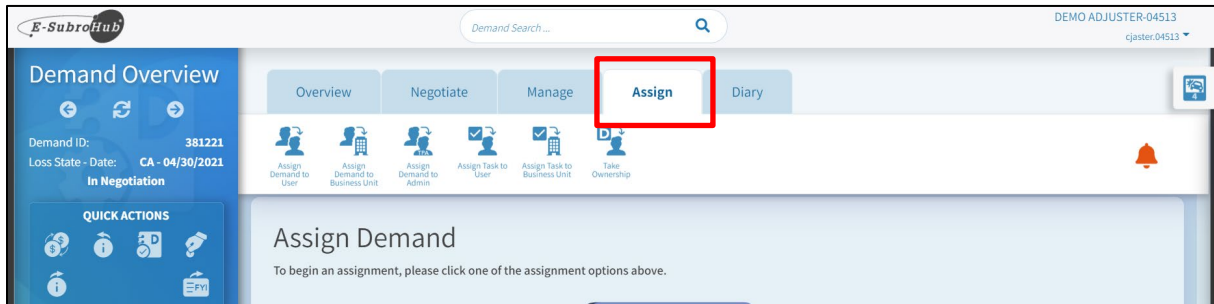 E-SubroHub
Demand Search ...
DEMO ADJUSTER-04513
cjaster.04513
Demand Overview
Demand ID: 381221
Loss State - Date: CA - 04/30/2021
In Negotiation
QUICK ACTIONS
FYI
Overview Negotiate Manage Assign Diary
4
Assign Demand to User
Assign Demand to Business Unit
TPA
Assign Demand to Admin
Assign Task to User
Assign Task to Business Unit
D
Take Ownership
Assign Demand
To begin an assignment, please click one of the assignment options above.